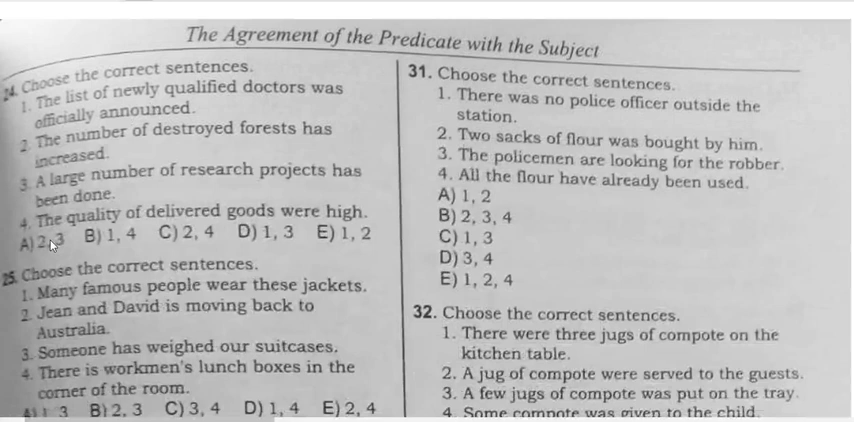 The Agreement of the Predicate with the Subject
24. Choose the correct sentences.
1. The list of newly qualified doctors was
officially announced.
2. The number of destroyed forests has
increased.
3. A large number of research projects has
been done.
4. The quality of delivered goods were high.
A) 2, 3 B) 1, 4 C) 2, 4 D) 1, 3 E) 1, 2
25. Choose the correct sentences.
1. Many famous people wear these jackets.
2. Jean and David is moving back to
Australia.
3. Someone has weighed our suitcases.
4. There is workmen's lunch boxes in the
corner of the room.
A) 1 3 B) 2, 3 C) 3, 4 D) 1, 4 E) 2, 4
31. Choose the correct sentences.
1. There was no police officer outside the
station.
2. Two sacks of flour was bought by him.
3. The policemen are looking for the robber.
4. All the flour have already been used.
A) 1, 2
B) 2, 3, 4
C) 1, 3
D) 3, 4
E) 1, 2, 4
32. Choose the correct sentences.
1. There were three jugs of compote on the
kitchen table.
2. A jug of compote were served to the guests.
3. A few jugs of compote was put on the tray.
4. Some compote was given to the child.